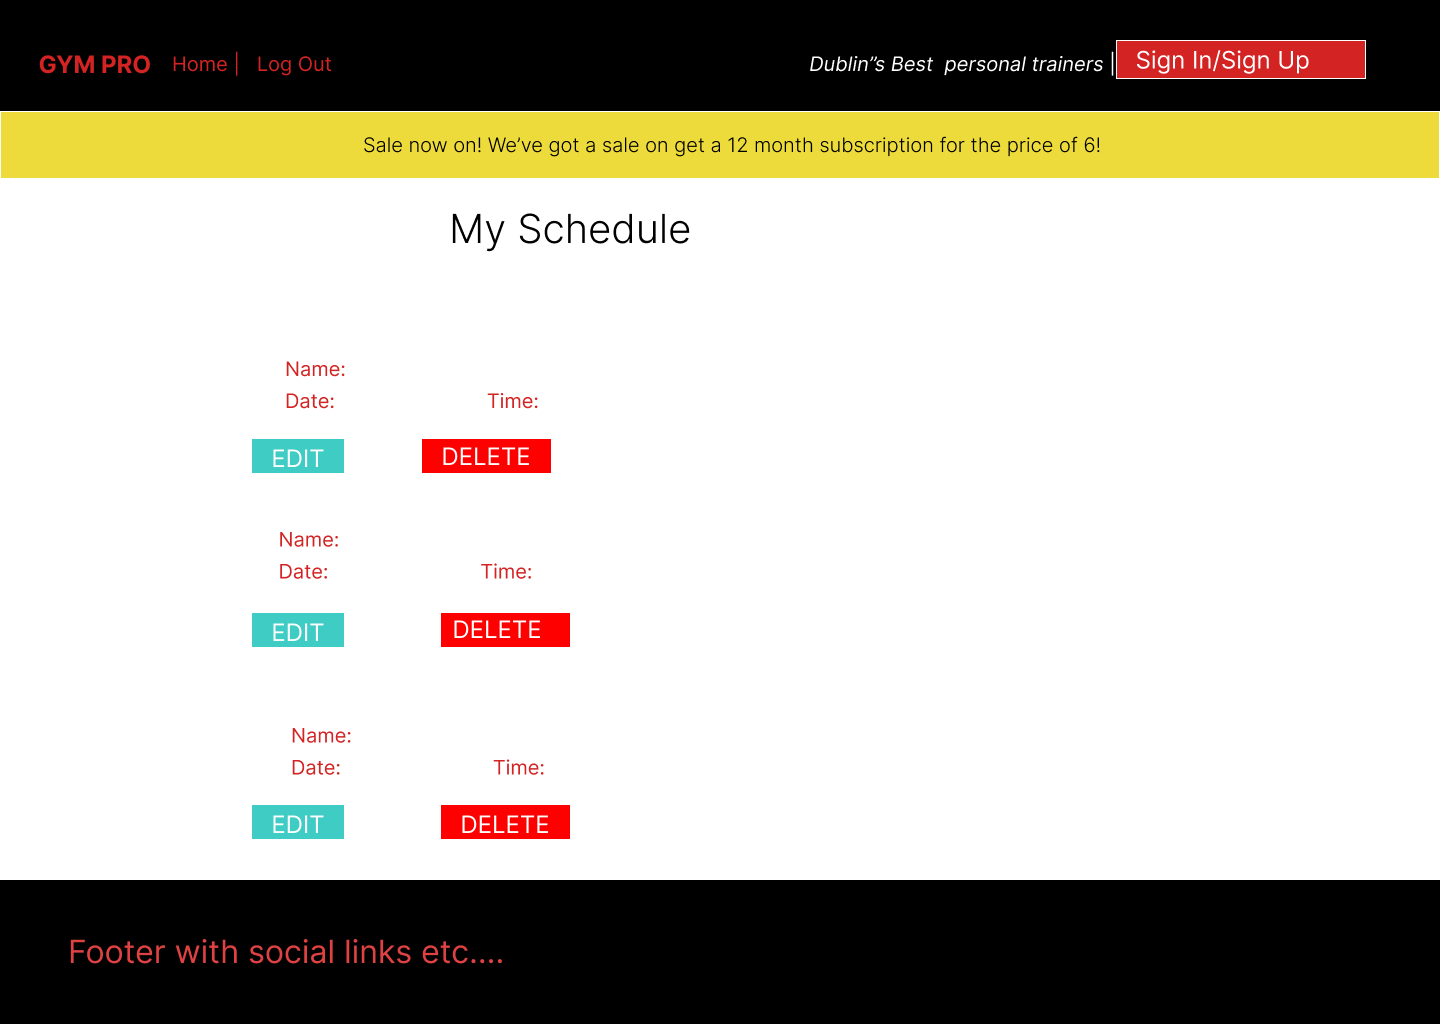 GYM PRO Home | Log Out Dublin”s Best personal trainers | Sign In/Sign Up
Sale now on! We’ve got a sale on get a 12 month subscription for the price of 6!
My Schedule
Name:
Date: Time:
EDIT DELETE
Name:
Date: Time:
EDIT DELETE
Name:
Date: Time:
EDIT DELETE
Footer with social links etc....